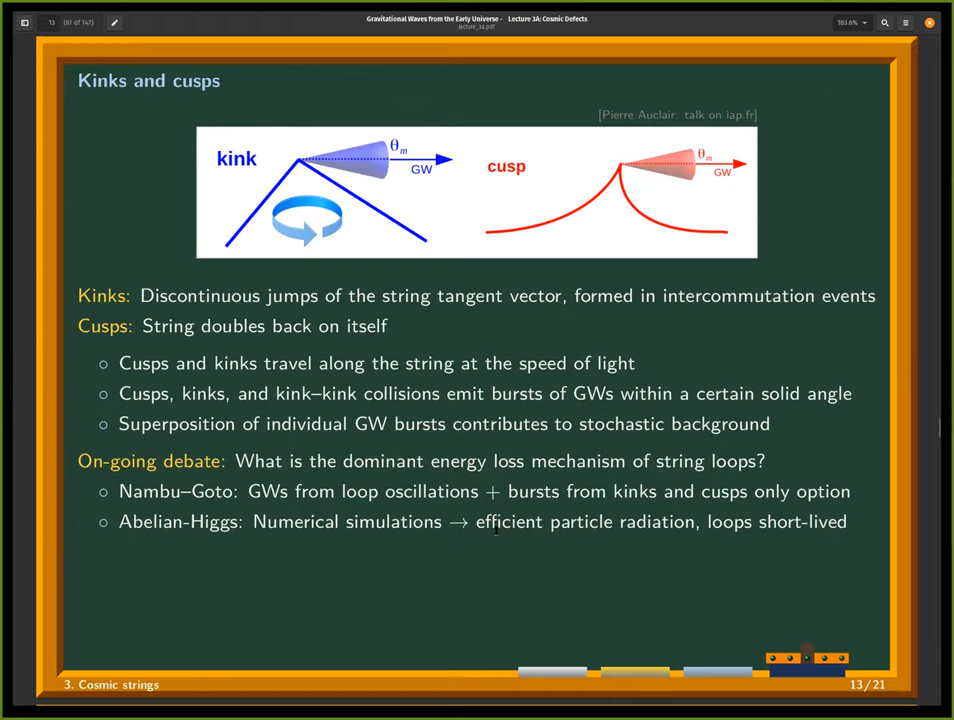 Gravitational Waves from the Early Universe - Lecture 3A: Cosmic Defects
13 (87 of 147)
lecture_3a.pdf
183.6%
Kinks and cusps
[Pierre Auclair: talk on iap.fr]
kink
θm
GW
cusp
θm
GW
Kinks: Discontinuous jumps of the string tangent vector, formed in intercommutation events
Cusps: String doubles back on itself
○ Cusps and kinks travel along the string at the speed of light
○ Cusps, kinks, and kink–kink collisions emit bursts of GWs within a certain solid angle
○ Superposition of individual GW bursts contributes to stochastic background
On-going debate: What is the dominant energy loss mechanism of string loops?
○ Nambu–Goto: GWs from loop oscillations + bursts from kinks and cusps only option
○ Abelian-Higgs: Numerical simulations → efficient particle radiation, loops short-lived
3. Cosmic strings
13/21